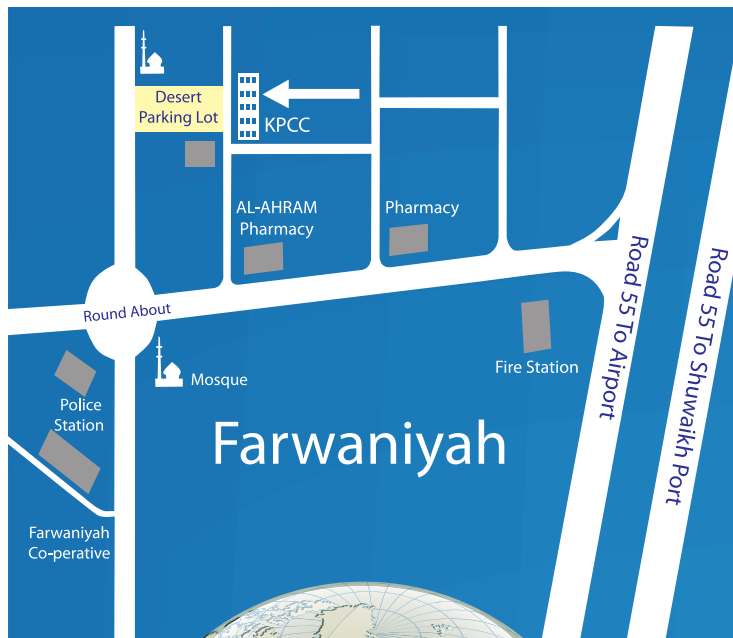 Desert
Parking Lot
KPCC
AL-AHRAM
Pharmacy
Pharmacy
Round About
Road 55 To Airport
Road 55 To Shuwaikh Port
Mosque
Fire Station
Police
Station
Farwaniyah
Farwaniyah
Co-perative